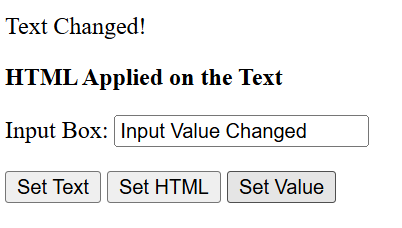 Text Changed!
HTML Applied on the Text
Input Box: Input Value Changed
Set Text Set HTML Set Value